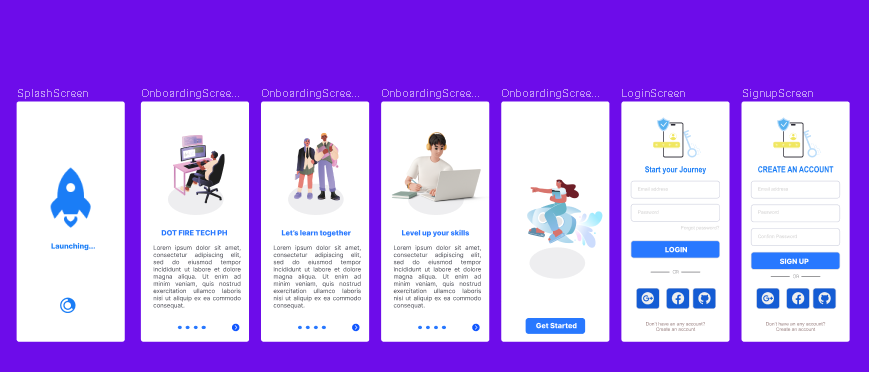 SplashScreen
OnboardingScree...
OnboardingScree...
OnboardingScree...
OnboardingScree...
LoginScreen
SignupScreen
Launching...
DOT FIRE TECH PH
Lorem ipsum dolor sit amet,
consectetur adipiscing elit,
sed do eiusmod tempor
incididunt ut labore et dolore
magna aliqua. Ut enim ad
minim veniam, quis nostrud
exercitation ullamco laboris
nisi ut aliquip ex ea commodo
consequat.
Let's learn together
Lorem ipsum dolor sit amet,
consectetur adipiscing elit,
sed do eiusmod tempor
incididunt ut labore et dolore
magna aliqua. Ut enim ad
minim veniam, quis nostrud
exercitation ullamco laboris
nisi ut aliquip ex ea commodo
consequat.
Level up your skills
Lorem ipsum dolor sit amet,
consectetur adipiscing elit,
sed do eiusmod tempor
incididunt ut labore et dolore
magna aliqua. Ut enim ad
minim veniam, quis nostrud
exercitation ullamco laboris
nisi ut aliquip ex ea commodo
consequat.
Get Started
Start your Journey
Email address
Password
Forgot password?
LOGIN
OR
G+
Don't have an any account?
Create an account
CREATE AN ACCOUNT
Email address
Password
Confirm Password
SIGN UP
OR
G+
Don't have an any account?
Create an account